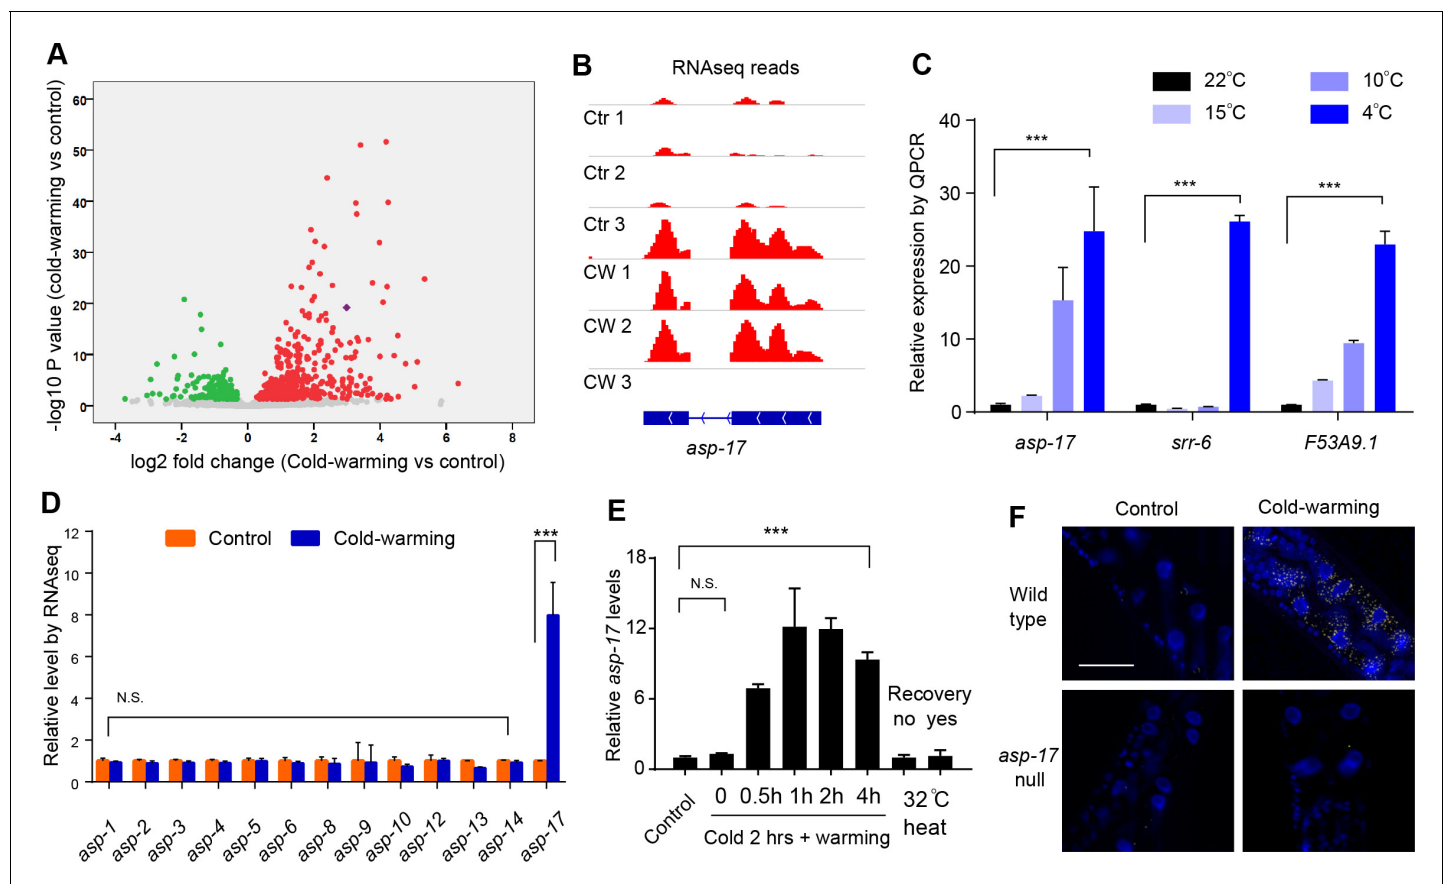 A
-log10 P value (cold-warming vs control)
60
50
40
30
20
10
0
-4 -2 0 2 4 6 8
log2 fold change (Cold-warming vs control)
B
RNAseq reads
Ctr 1
Ctr 2
Ctr 3
CW 1
CW 2
CW 3
asp-17
C
22°C 10°C
15°C 4°C
Relative expression by QPCR
40
30
20
10
0
*** *** ***
asp-17 srr-6 F53A9.1
D
Control Cold-warming
Relative level by RNAseq
12
10
8
6
4
2
0
N.S.
***
asp-1 asp-2 asp-3 asp-4 asp-5 asp-6 asp-8 asp-9 asp-10 asp-12 asp-13 asp-14 asp-17
E
Relative asp-17 levels
18
12
6
0
***
N.S.
Recovery
no yes
Control 0 0.5h 1h 2h 4h 32°C
heat
Cold 2 hrs + warming
F
Control Cold-warming
Wild
type
asp-17
null